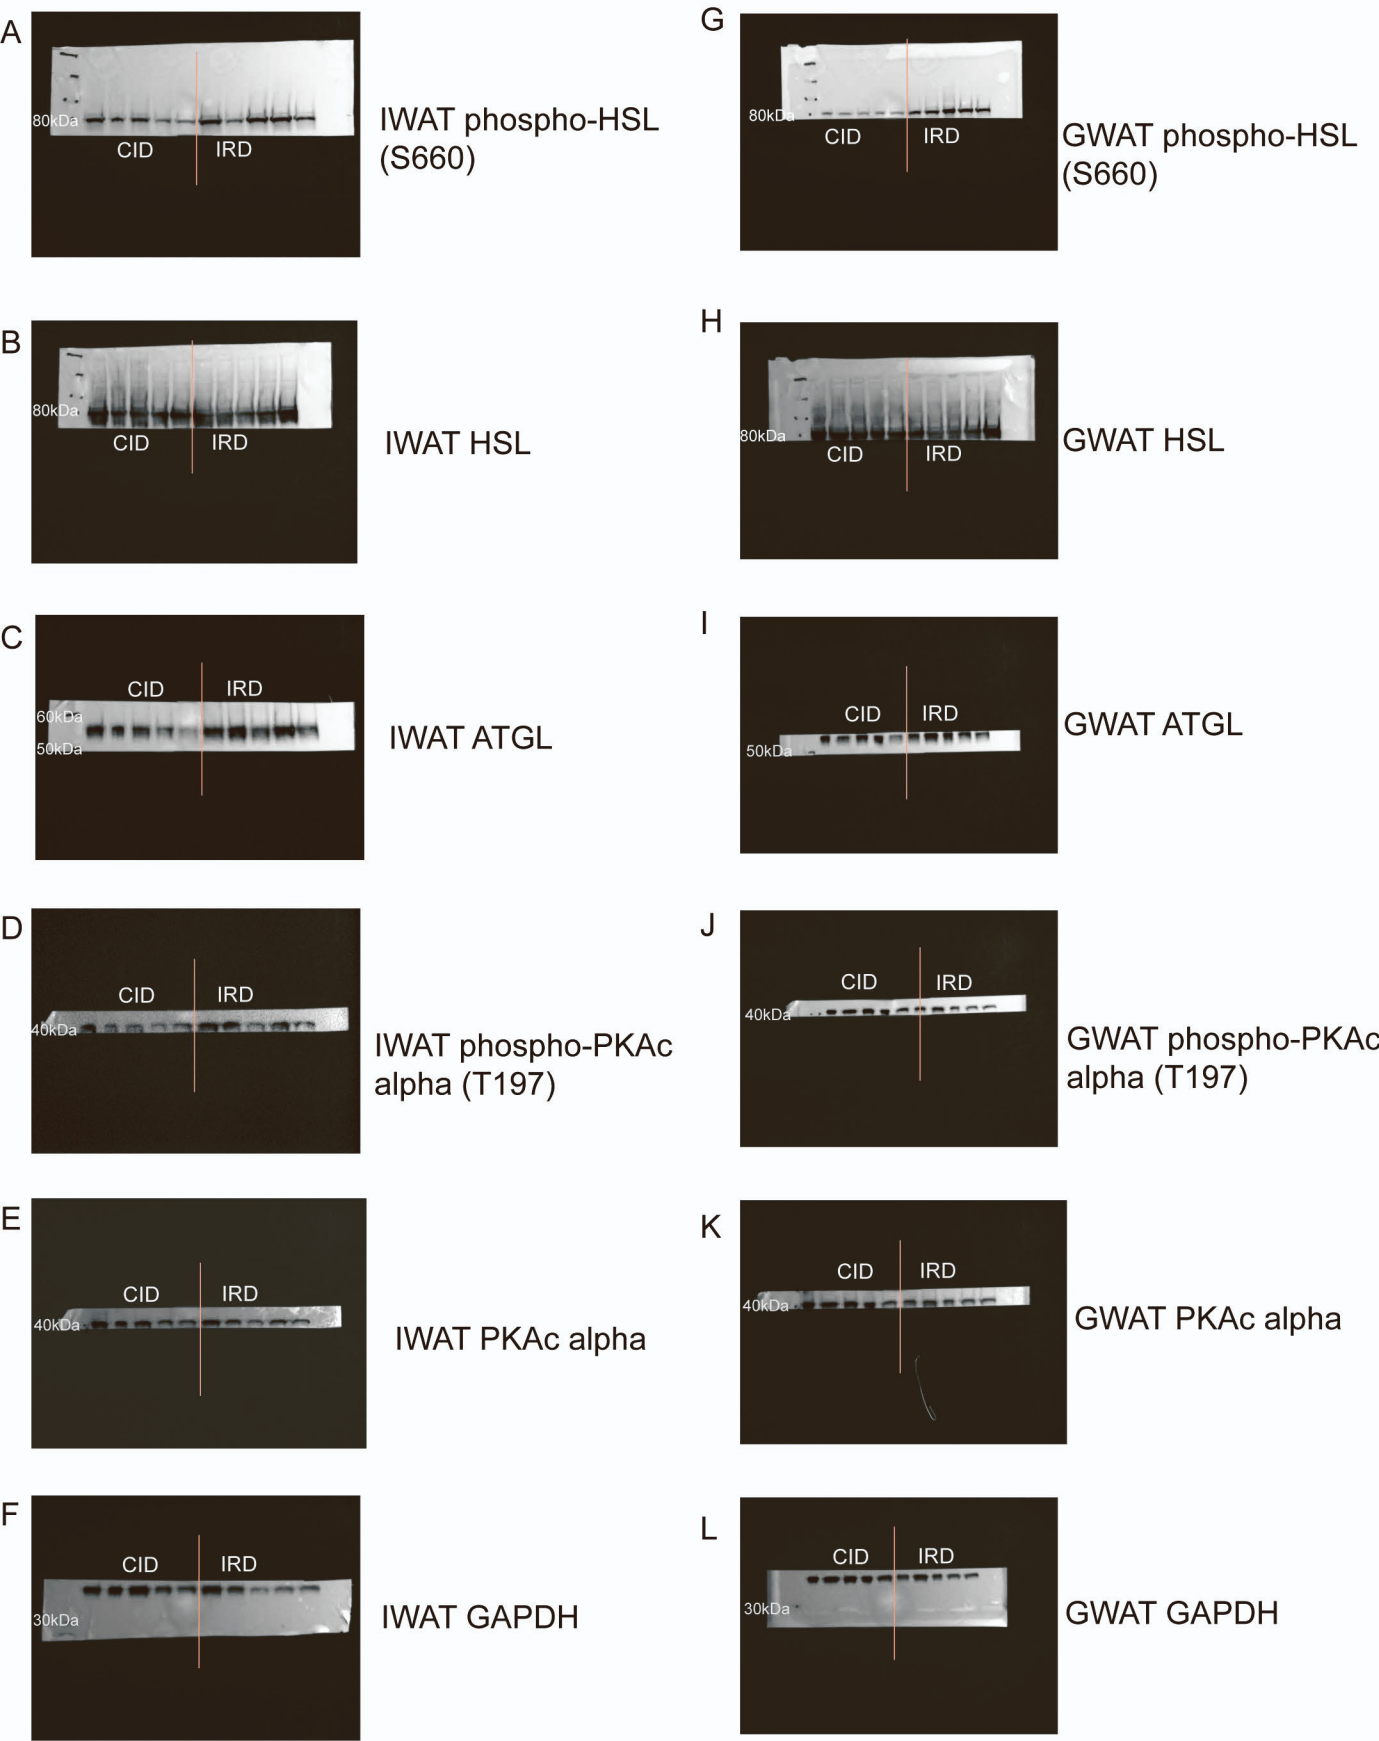 A
80kDa
CID
IRD
IWAT phospho-HSL
(S660)
G
80kDa
CID
IRD
GWAT phospho-HSL
(S660)
B
80kDa
CID
IRD
IWAT HSL
H
80kDa
CID
IRD
GWAT HSL
C
CID
IRD
60kDa
50kDa
IWAT ATGL
I
CID
IRD
50kDa
GWAT ATGL
D
CID
IRD
40kDa
IWAT phospho-PKAc
alpha (T197)
J
CID
IRD
40kDa
GWAT phospho-PKAc
alpha (T197)
E
CID
IRD
40kDa
IWAT PKAc alpha
K
CID
IRD
40kDa
GWAT PKAc alpha
F
CID
IRD
30kDa
IWAT GAPDH
L
CID
IRD
30kDa
GWAT GAPDH